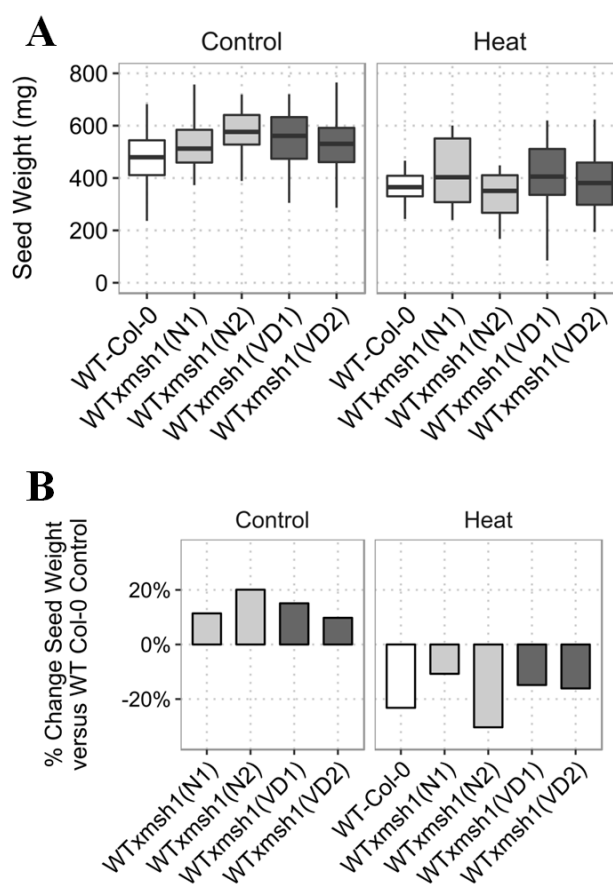 A
Control
Heat
Seed Weight (mg)
800
600
400
200
0
WT-Col-0
WTxmsh1(N1)
WTxmsh1(N2)
WTxmsh1(VD1)
WTxmsh1(VD2)
WT-Col-0
WTxmsh1(N1)
WTxmsh1(N2)
WTxmsh1(VD1)
WTxmsh1(VD2)
B
Control
Heat
% Change Seed Weight
versus WT Col-0 Control
20%
0%
-20%
WTxmsh1(N1)
WTxmsh1(N2)
WTxmsh1(VD1)
WTxmsh1(VD2)
WT-Col-0
WTxmsh1(N1)
WTxmsh1(N2)
WTxmsh1(VD1)
WTxmsh1(VD2)